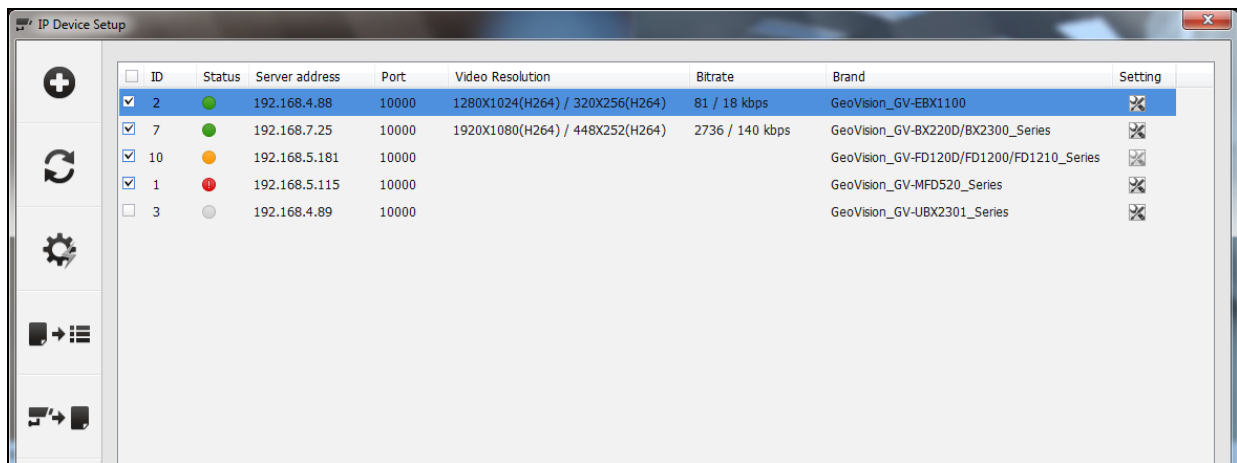 IP Device Setup
ID Status Server address Port Video Resolution Bitrate Brand Setting
2 192.168.4.88 10000 1280X1024(H264) / 320X256(H264) 81 / 18 kbps GeoVision_GV-EBX1100
7 192.168.7.25 10000 1920X1080(H264) / 448X252(H264) 2736 / 140 kbps GeoVision_GV-BX220D/BX2300_Series
10 192.168.5.181 10000 GeoVision_GV-FD120D/FD1200/FD1210_Series
1 192.168.5.115 10000 GeoVision_GV-MFD520_Series
3 192.168.4.89 10000 GeoVision_GV-UBX2301_Series